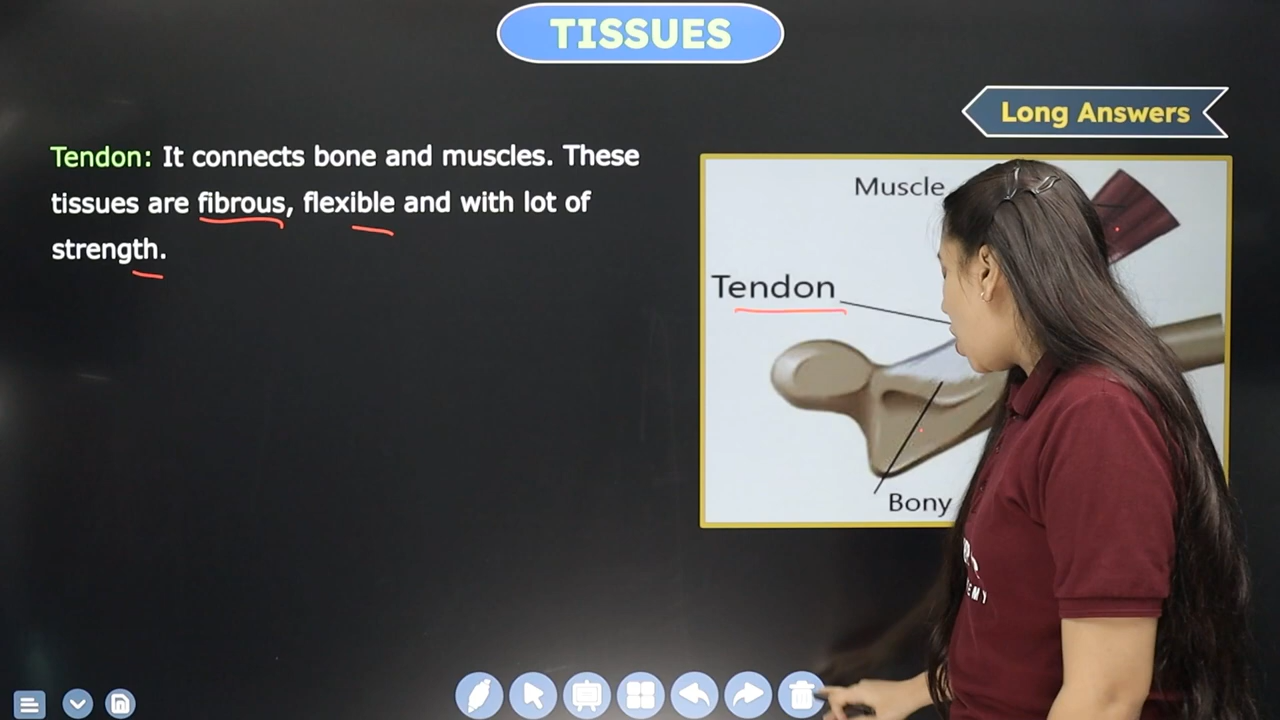 TISSUES
Long Answers
Tendon: It connects bone and muscles. These
tissues are fibrous, flexible and with lot of
strength.
Muscle
Tendon
Bony